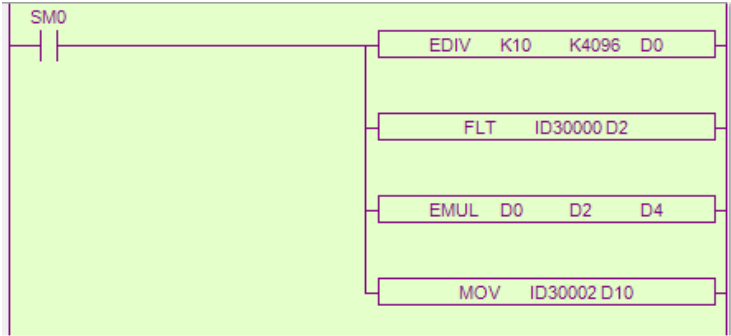 SM0
EDIV K10 K4096 D0
FLT ID30000 D2
EMUL D0 D2 D4
MOV ID30002 D10